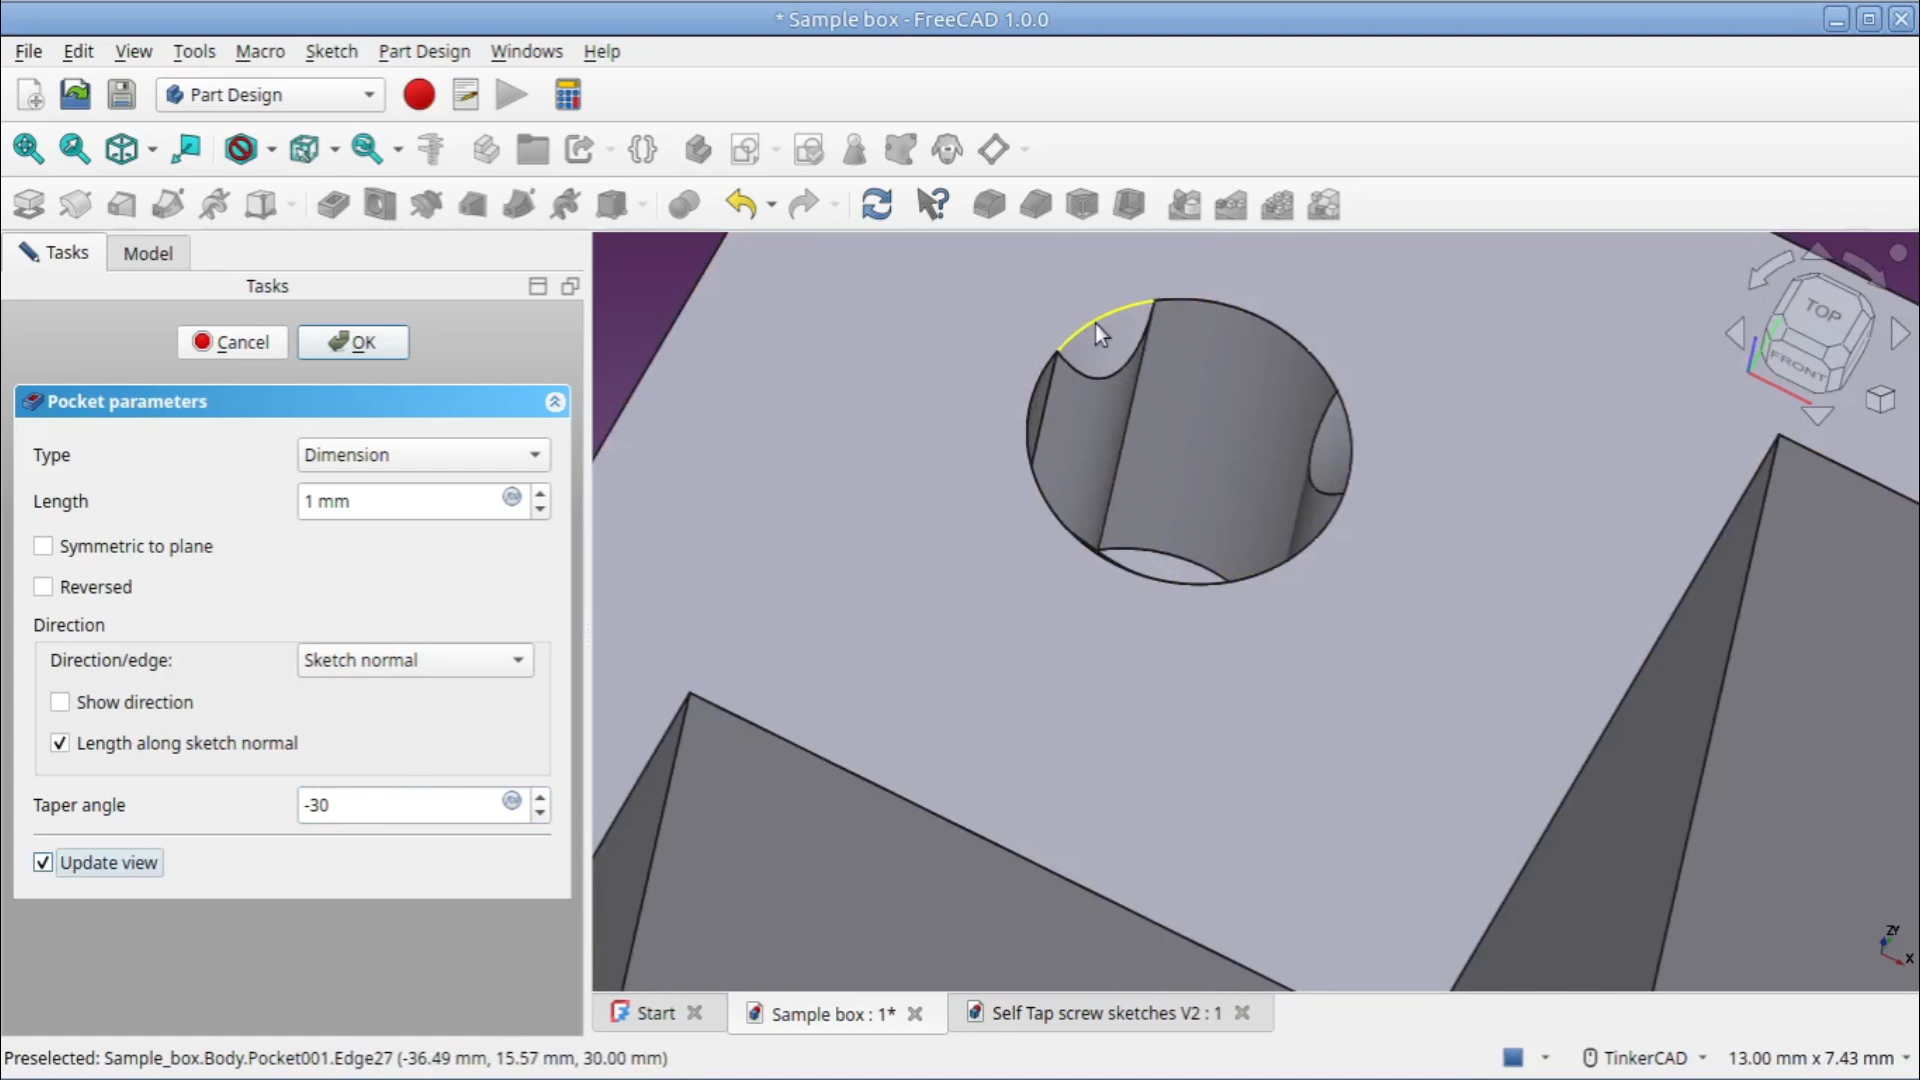 * Sample box - FreeCAD 1.0.0
File Edit View Tools Macro Sketch Part Design Windows Help
Part Design
Tasks Model
Tasks
Cancel OK
Pocket parameters
Type Dimension
Length 1 mm
Symmetric to plane
Reversed
Direction
Direction/edge: Sketch normal
Show direction
Length along sketch normal
Taper angle -30
Update view
TOP
FRONT
ZY
X
Start Sample box : 1* Self Tap screw sketches V2 : 1
Preselected: Sample_box.Body.Pocket001.Edge27 (-36.49 mm, 15.57 mm, 30.00 mm) TinkerCAD 13.00 mm x 7.43 mm